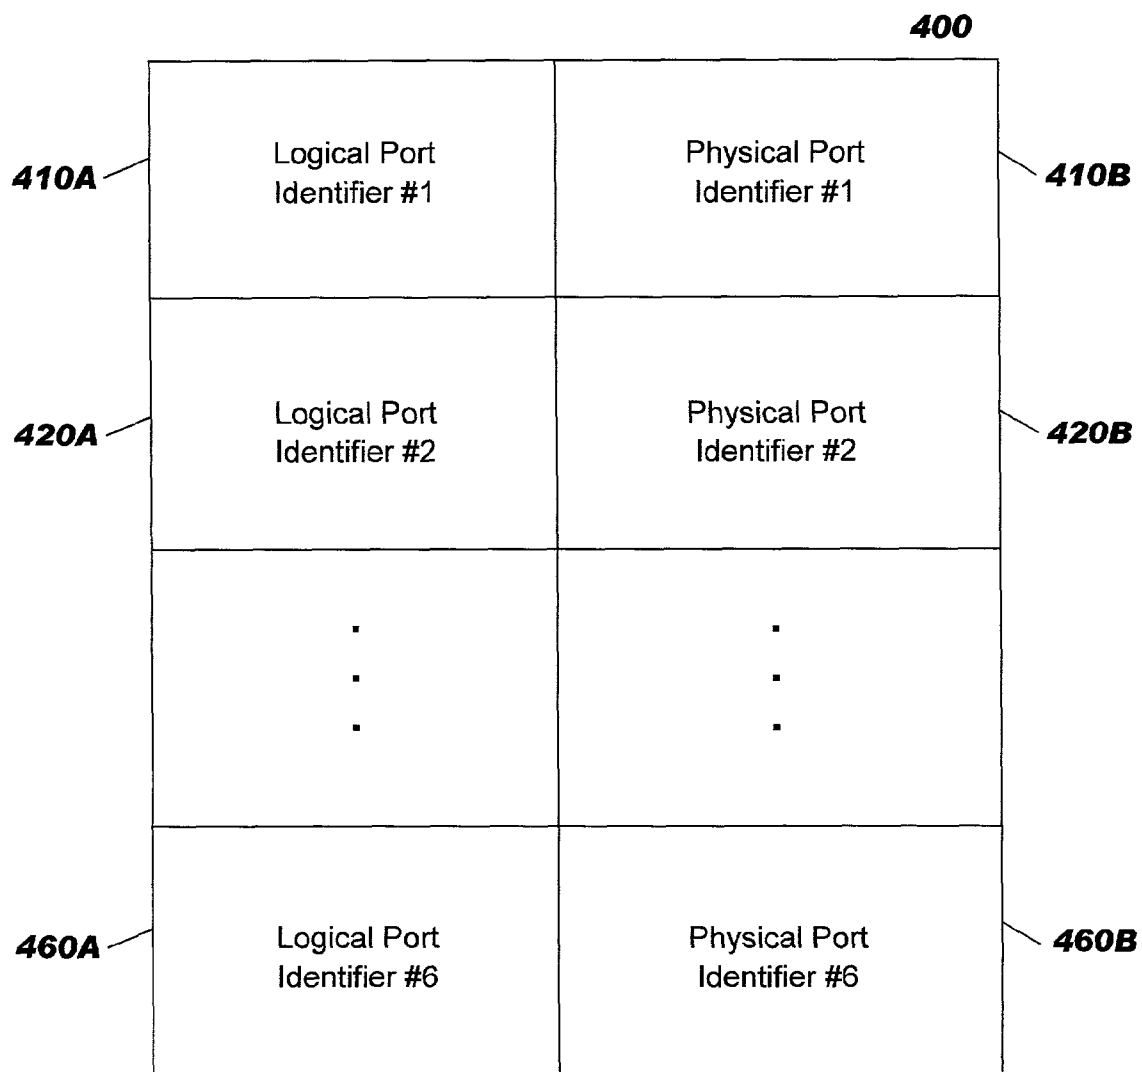 400
Logical Port
Identifier #1
Physical Port
Identifier #1
410A
410B
Logical Port
Identifier #2
Physical Port
Identifier #2
420A
420B
Logical Port
Identifier #6
Physical Port
Identifier #6
460A
460B